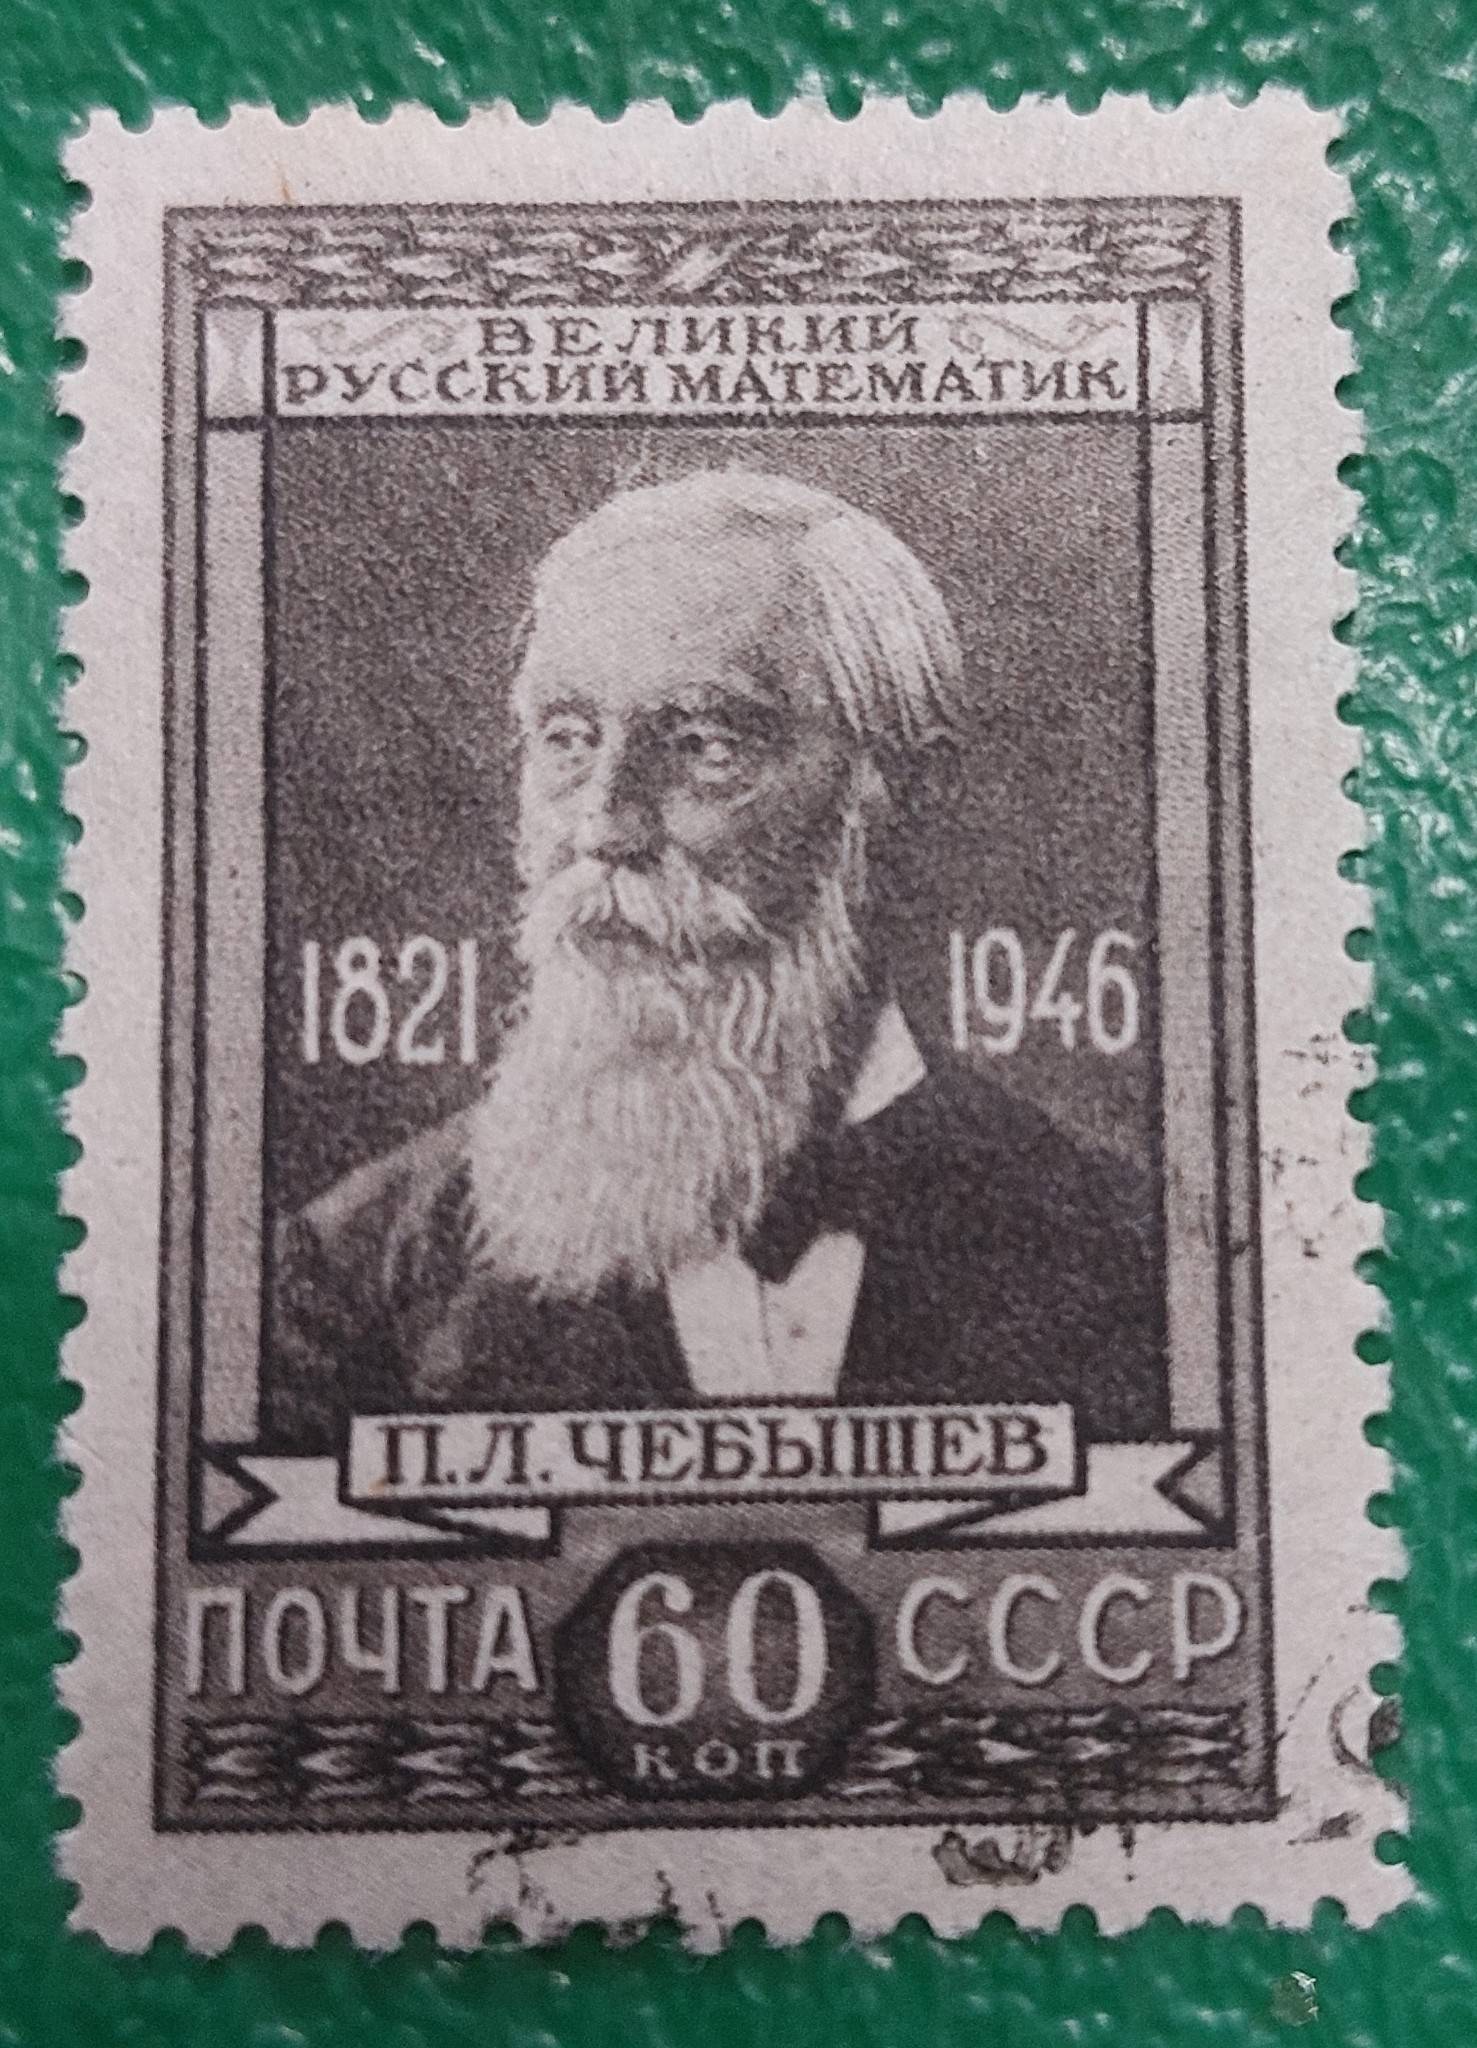 ВЕЛИКИЙ
РУССКИЙ МАТЕМАТИК
1821 1946
П.Л.ЧЕБЫШЕВ
ПОЧТА 60 СССР
КОП